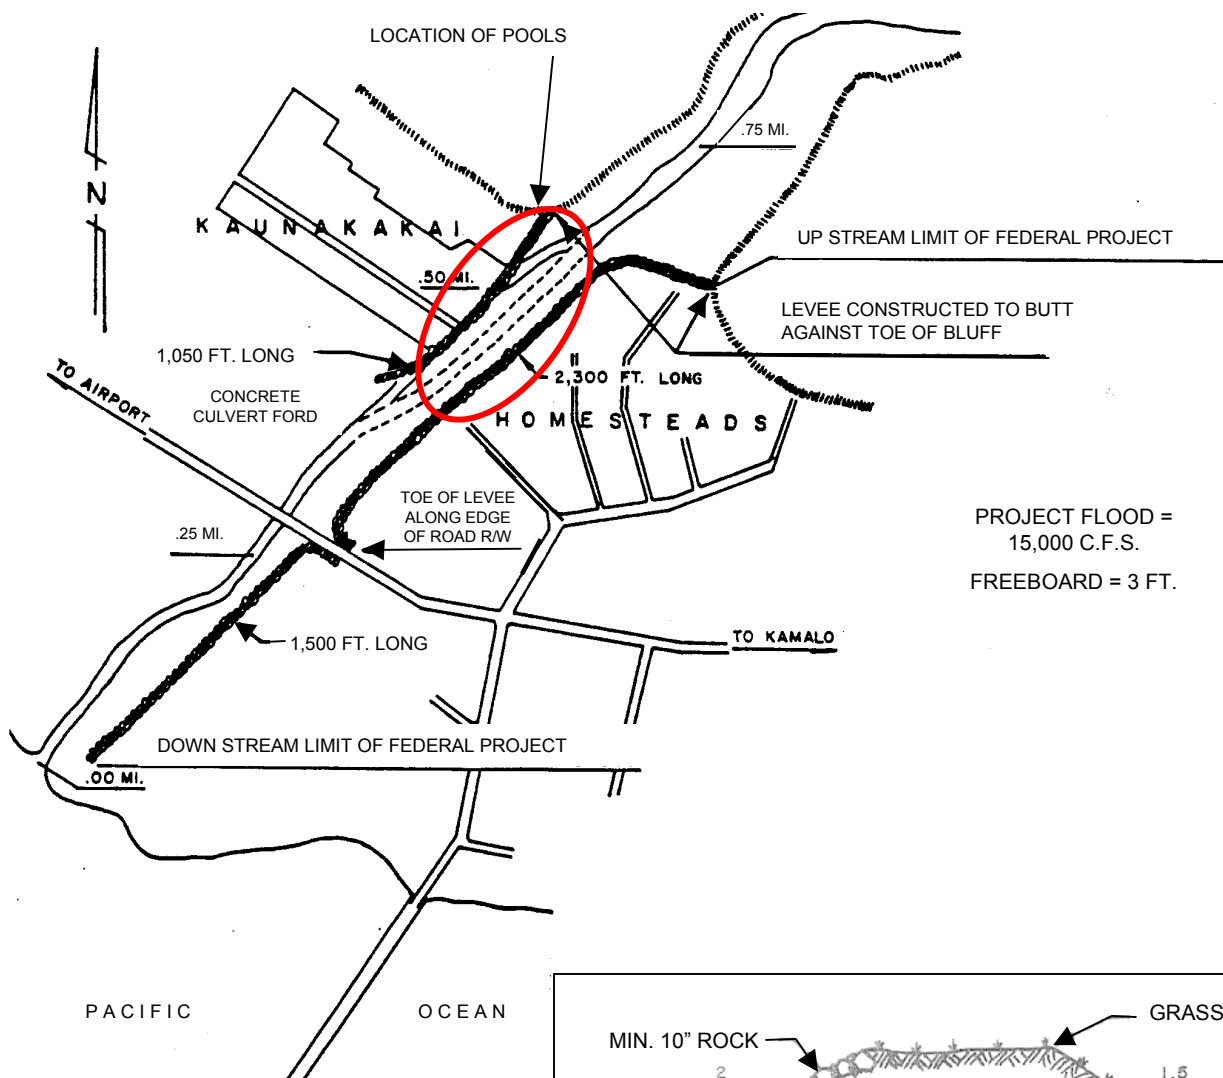 LOCATION OF POOLS
.75 MI.
N
KAUNAKAKAI
UP STREAM LIMIT OF FEDERAL PROJECT
.50 MI.
LEVEE CONSTRUCTED TO BUTT
AGAINST TOE OF BLUFF
1,050 FT. LONG
TO AIRPORT
2,300 FT. LONG
CONCRETE
CULVERT FORD
HOMESTEADS
TOE OF LEVEE
ALONG EDGE
OF ROAD R/W
PROJECT FLOOD =
15,000 C.F.S.
FREEBOARD = 3 FT.
.25 MI.
1,500 FT. LONG
TO KAMALO
DOWN STREAM LIMIT OF FEDERAL PROJECT
.00 MI.
PACIFIC OCEAN
GRASS
MIN. 10” ROCK
2
1.5